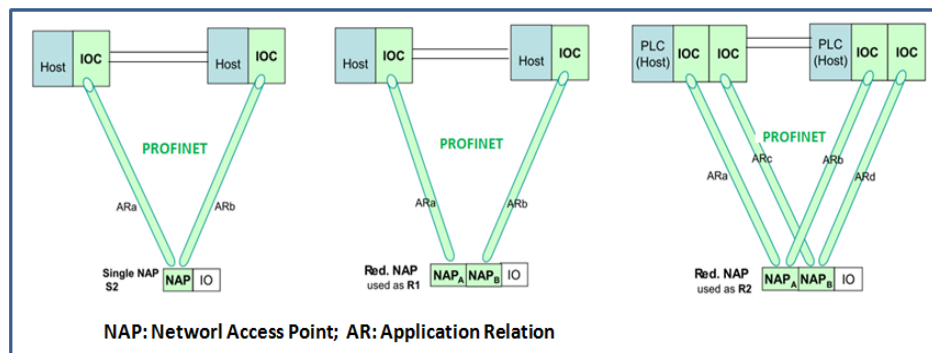 Host IOC
Host IOC
PROFINET
ARa
ARb
Single NAP
S2
NAP IO
Host IOC
Host IOC
PROFINET
ARa
ARb
Red. NAP
used as R1
NAPA NAPB IO
PLC
(Host) IOC IOC
PLC
(Host) IOC IOC
PROFINET
ARc
ARb
ARa
ARd
Red. NAP
used as R2
NAPA NAPB IO
NAP: Networl Access Point; AR: Application Relation